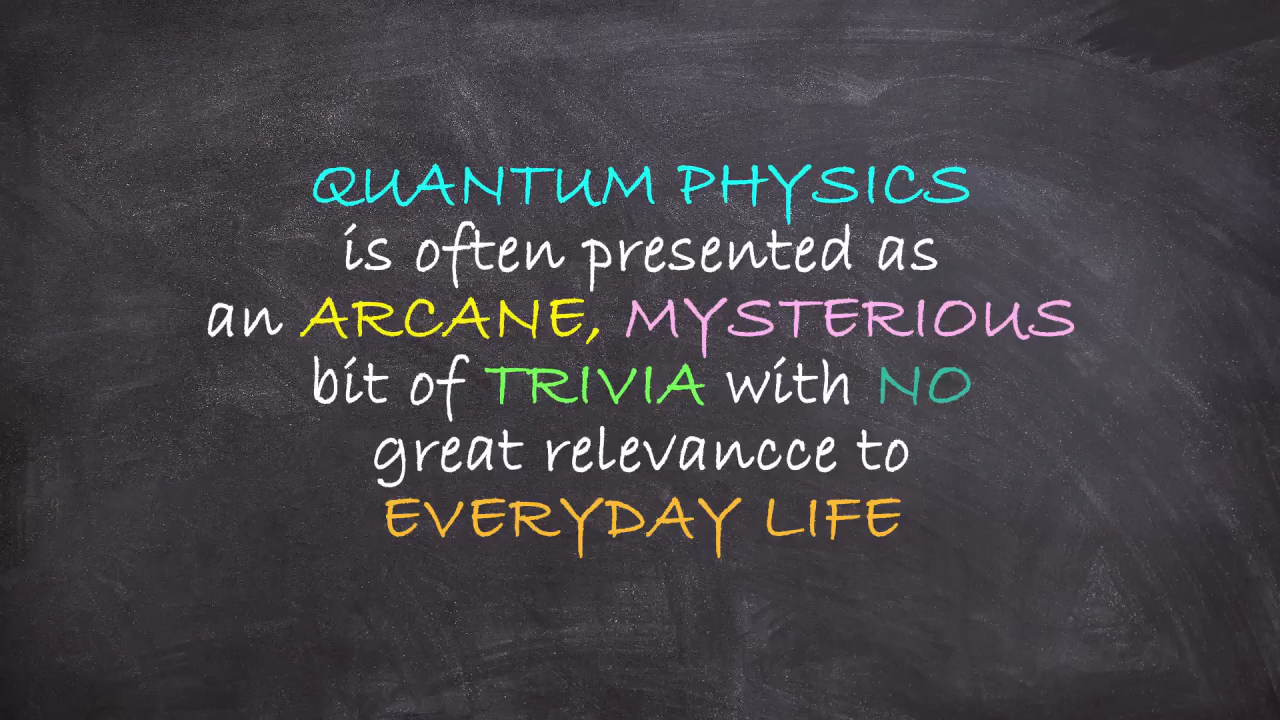 QUANTUM PHYSICS
is often presented as
an ARCANE, MYSTERIOUS
bit of TRIVIA with NO
great relevancce to
EVERYDAY LIFE